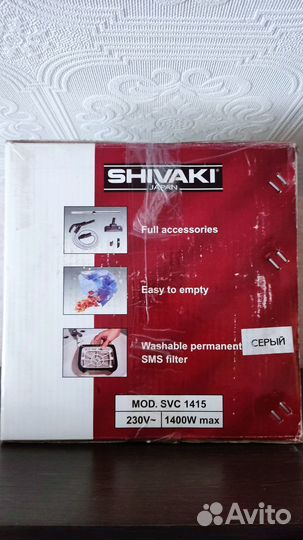 SHIVAKI
JAPAN
Full accessories
Easy to empty
Washable permanent
SMS filter
СЕРЫЙ
MOD. SVC 1415
230V~ 1400W max
Avito